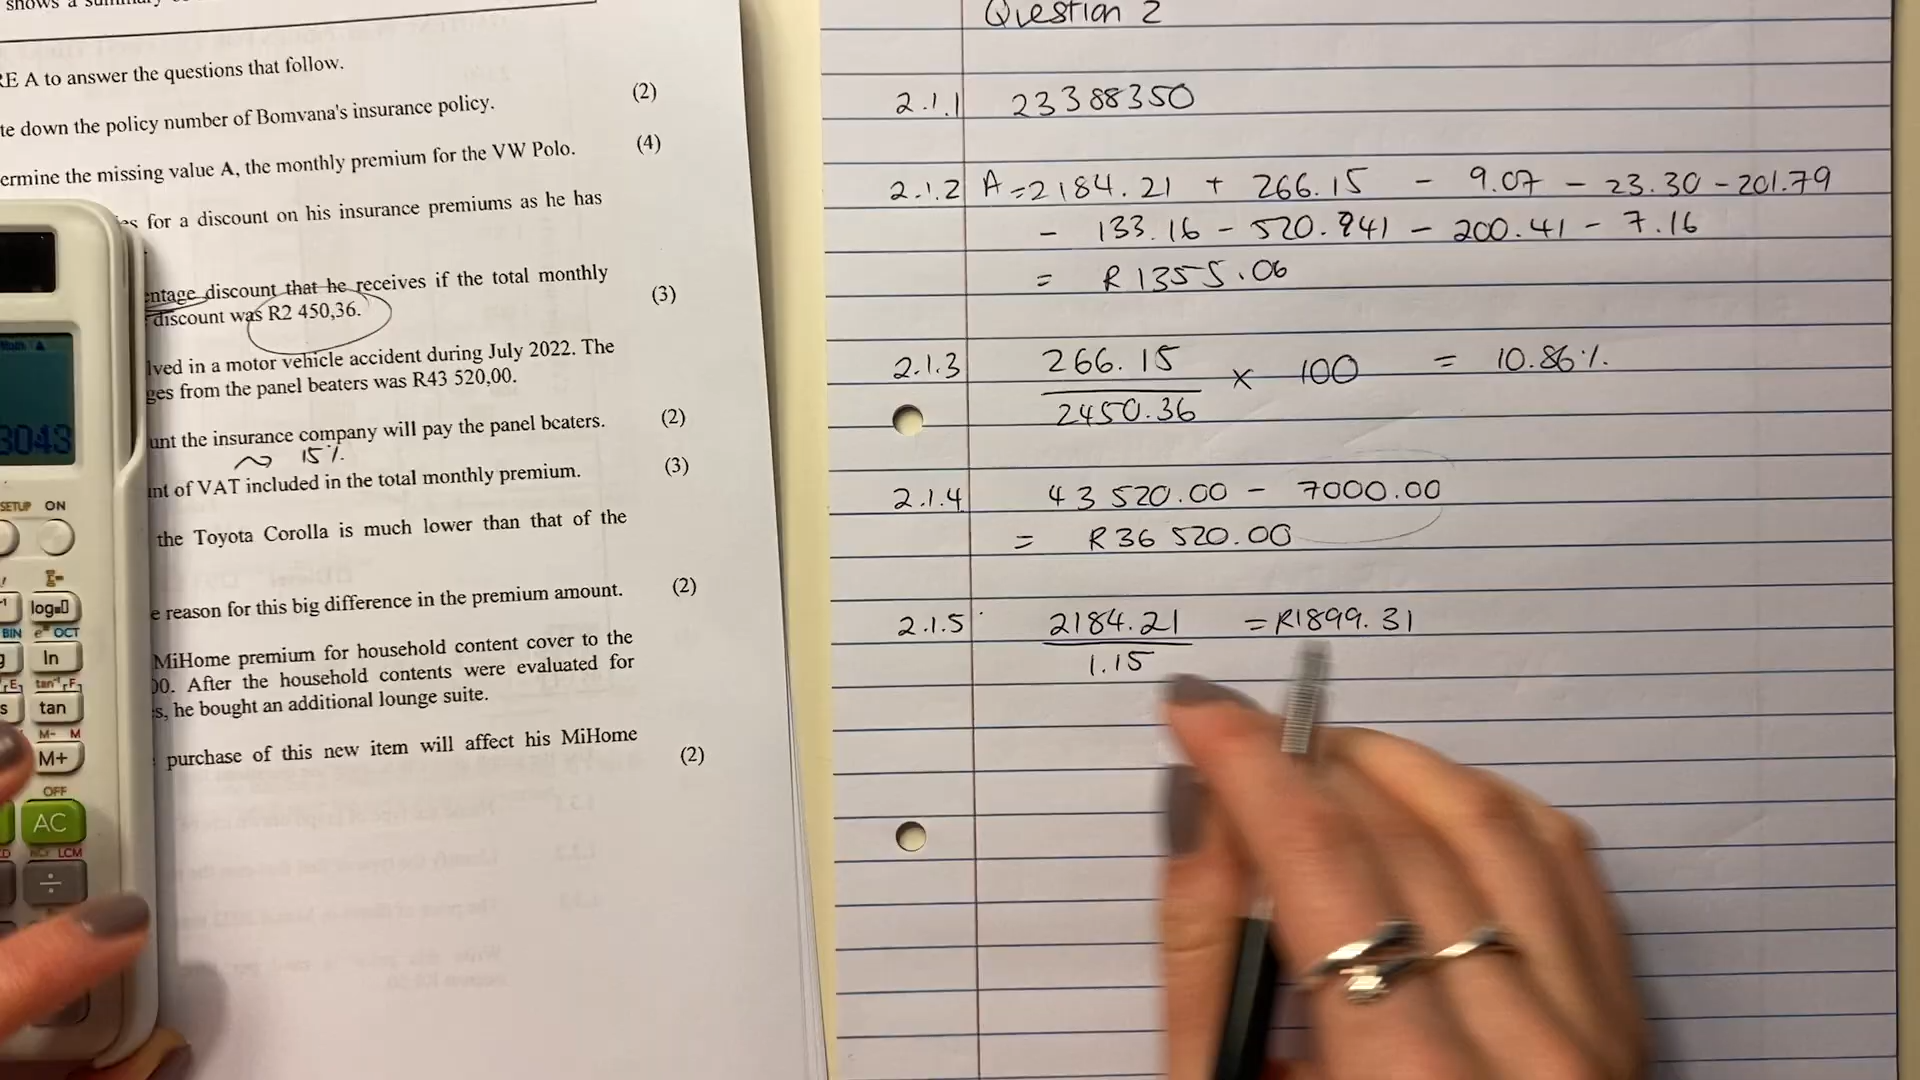 shows a summary
RE A to answer the questions that follow.
te down the policy number of Bomvana's insurance policy. (2)
ermine the missing value A, the monthly premium for the VW Polo. (4)
es for a discount on his insurance premiums as he has
entage discount that he receives if the total monthly
discount was R2 450,36. (3)
lved in a motor vehicle accident during July 2022. The
ges from the panel beaters was R43 520,00.
unt the insurance company will pay the panel beaters. (2)
15%.
nt of VAT included in the total monthly premium. (3)
the Toyota Corolla is much lower than that of the
e reason for this big difference in the premium amount. (2)
MiHome premium for household content cover to the
00. After the household contents were evaluated for
s, he bought an additional lounge suite.
purchase of this new item will affect his MiHome (2)
Math ▲
3043
SETUP ON
log
BIN OCT
ln
tan⁻¹ F
s tan
M- M
M+
OFF
AC
LCM
÷
Question 2
2.1.1 23388350
2.1.2 A = 2184.21 + 266.15 - 9.07 - 23.30 - 201.79
- 133.16 - 520.41 - 200.41 - 7.16
= R1355.06
2.1.3 266.15 × 100 = 10.86%.
2450.36
2.1.4 43 520.00 - 7000.00
= R36 520.00
2.1.5 2184.21 = R1899.31
1.15